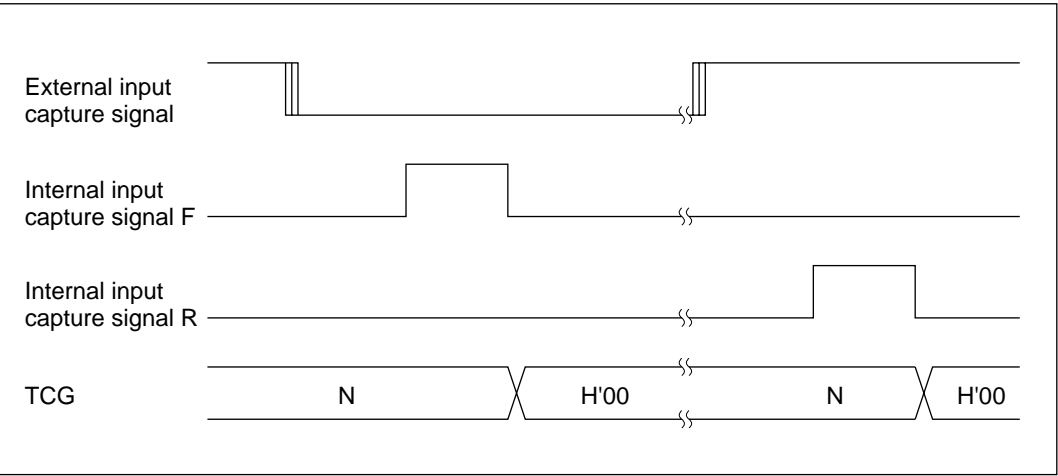 External input
capture signal
Internal input
capture signal F
Internal input
capture signal R
TCG N H'00 N H'00